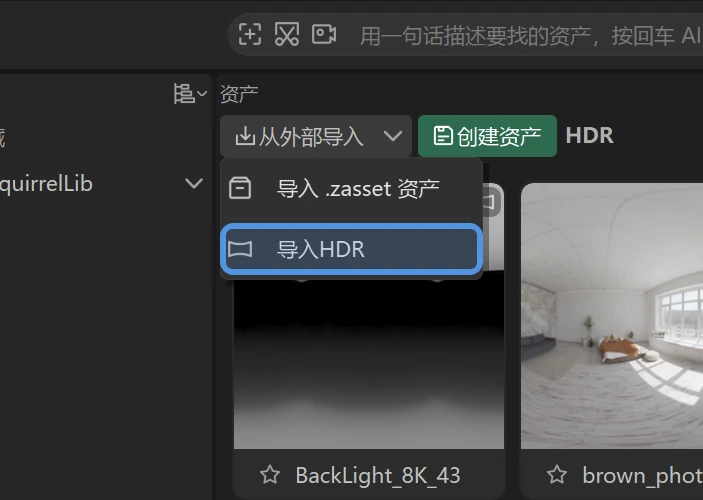 用一句话描述要找的资产，按回车 AI
资产
从外部导入
创建资产
HDR
藏
quirrelLib
导入 .zasset 资产
导入HDR
BackLight_8K_43
brown_phot